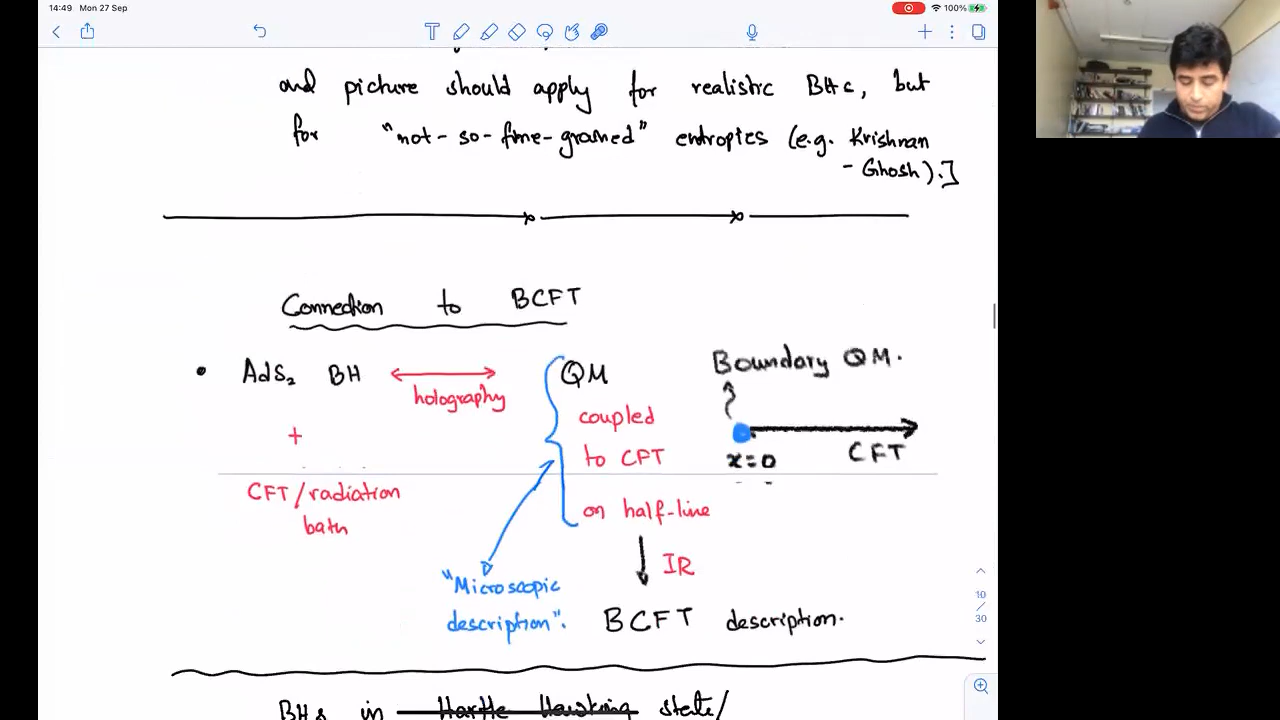 14:49 Mon 27 Sep
100%
and picture should apply for realistic BHs, but
for "not-so-fine-grained" entropies (e.g. Krishnan
- Ghosh).]
Connection to BCFT
• AdS₂ BH
holography
+
CFT/radiation
bath
QM
coupled
to CFT
on half-line
IR
BCFT description.
"Microscopic
description".
Boundary QM.
x=0
CFT
10
/
30
BHs in Hartle Hawking state/